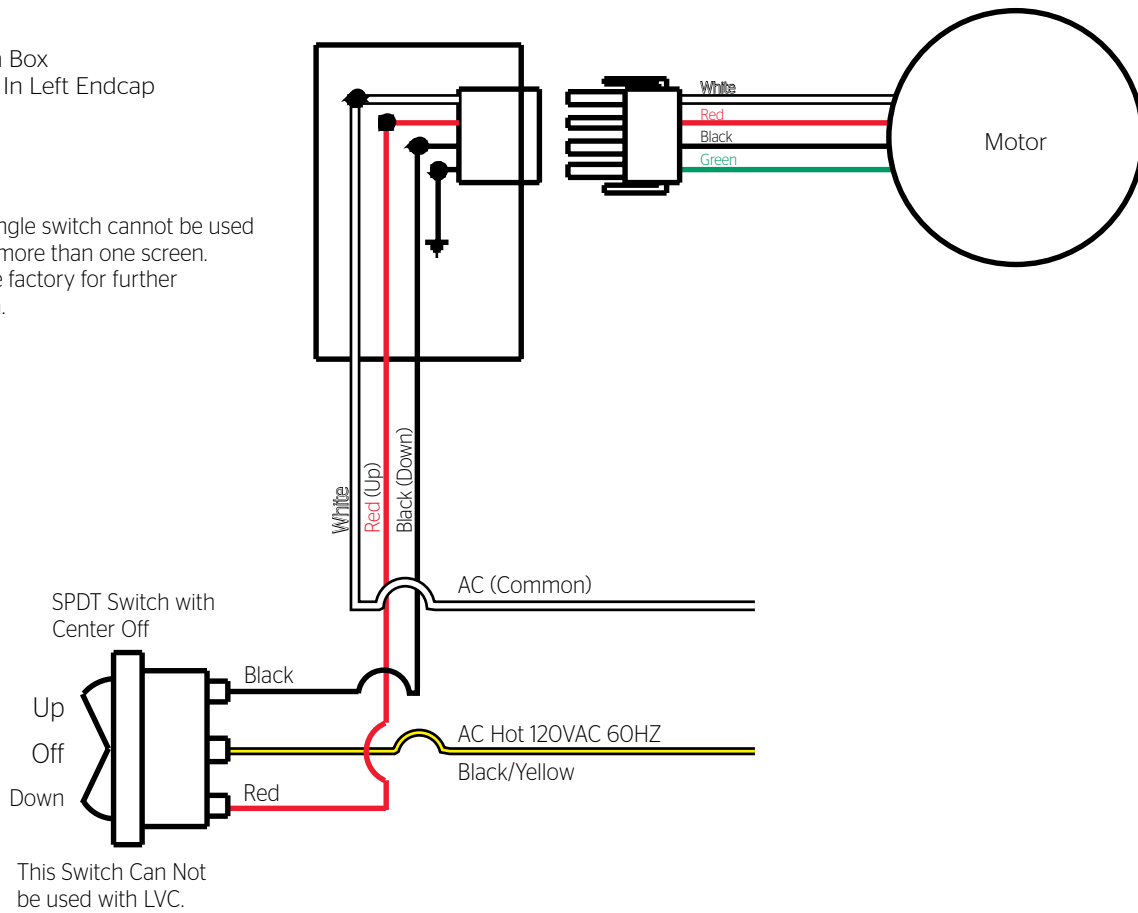 Box
In Left Endcap
switch cannot be used
more than one screen.
factory for further
White
Red
Black
Green
Motor
White
Red (Up)
Black (Down)
AC (Common)
SPDT Switch with
Center Off
Black
Up
Off
Down
AC Hot 120VAC 60HZ
Black/Yellow
Red
This Switch Can Not
be used with LVC.